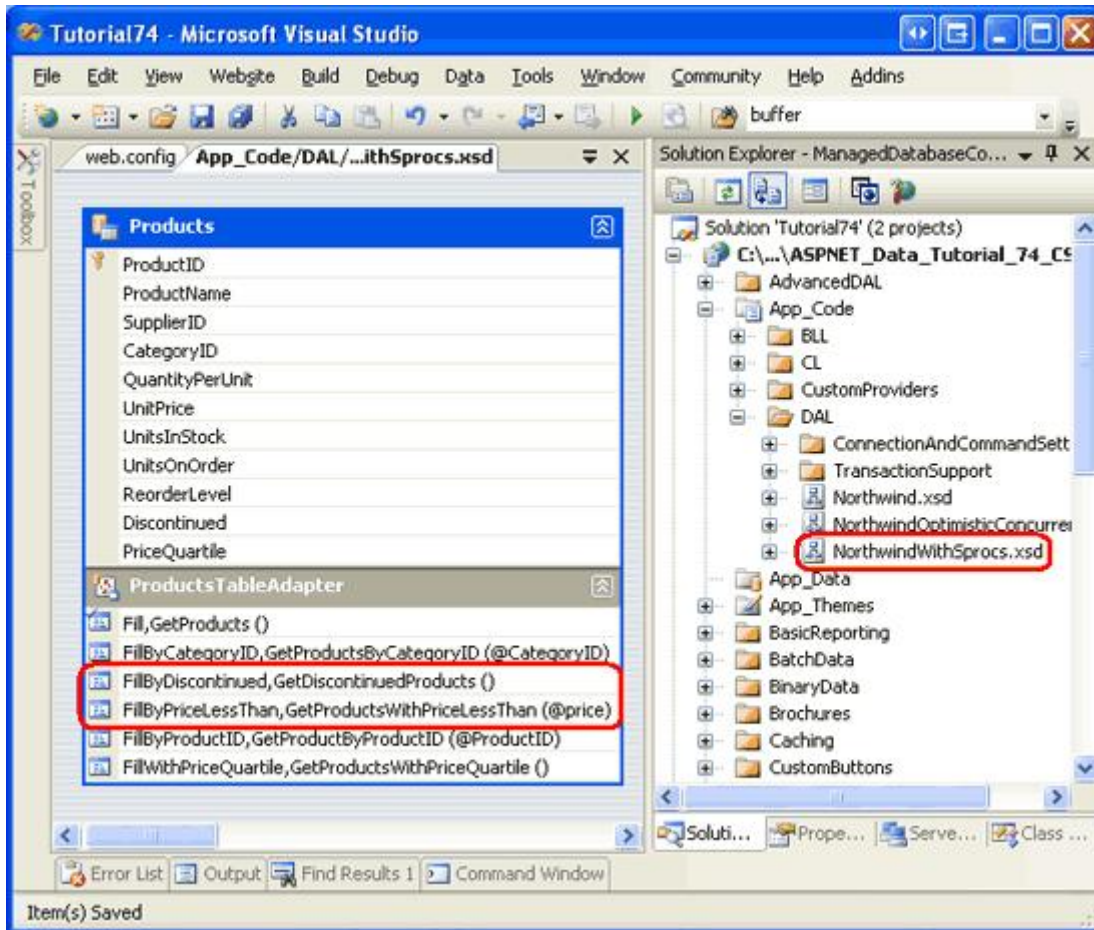 Tutorial74 - Microsoft Visual Studio
File Edit View Website Build Debug Data Tools Window Community Help Addins
buffer
Toolbox
web.config App_Code/DAL/...ithSprocs.xsd
Products
ProductID
ProductName
SupplierID
CategoryID
QuantityPerUnit
UnitPrice
UnitsInStock
UnitsOnOrder
ReorderLevel
Discontinued
PriceQuartile
ProductsTableAdapter
Fill,GetProducts ()
FillByCategoryID,GetProductsByCategoryID (@CategoryID)
FillByDiscontinued,GetDiscontinuedProducts ()
FillByPriceLessThan,GetProductsWithPriceLessThan (@price)
FillByProductID,GetProductByProductID (@ProductID)
FillWithPriceQuartile,GetProductsWithPriceQuartile ()
Solution Explorer - ManagedDatabaseCo...
Solution 'Tutorial74' (2 projects)
C:\...\ASPNET_Data_Tutorial_74_CS
AdvancedDAL
App_Code
BLL
CL
CustomProviders
DAL
ConnectionAndCommandSett
TransactionSupport
Northwind.xsd
NorthwindOptimisticConcurrer
NorthwindWithSprocs.xsd
App_Data
App_Themes
BasicReporting
BatchData
BinaryData
Brochures
Caching
CustomButtons
Soluti... Prope... Serve... Class ...
Error List Output Find Results 1 Command Window
Item(s) Saved